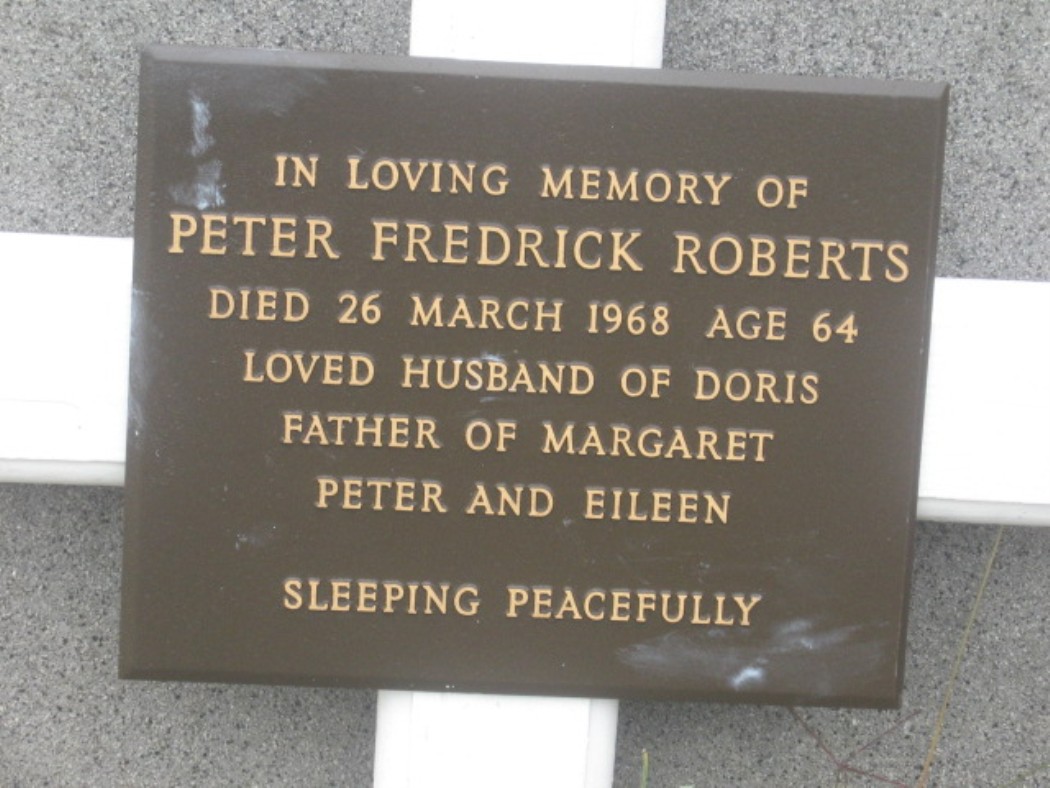 IN LOVING MEMORY OF
PETER FREDRICK ROBERTS
DIED 26 MARCH 1968 AGE 64
LOVED HUSBAND OF DORIS
FATHER OF MARGARET
PETER AND EILEEN
SLEEPING PEACEFULLY